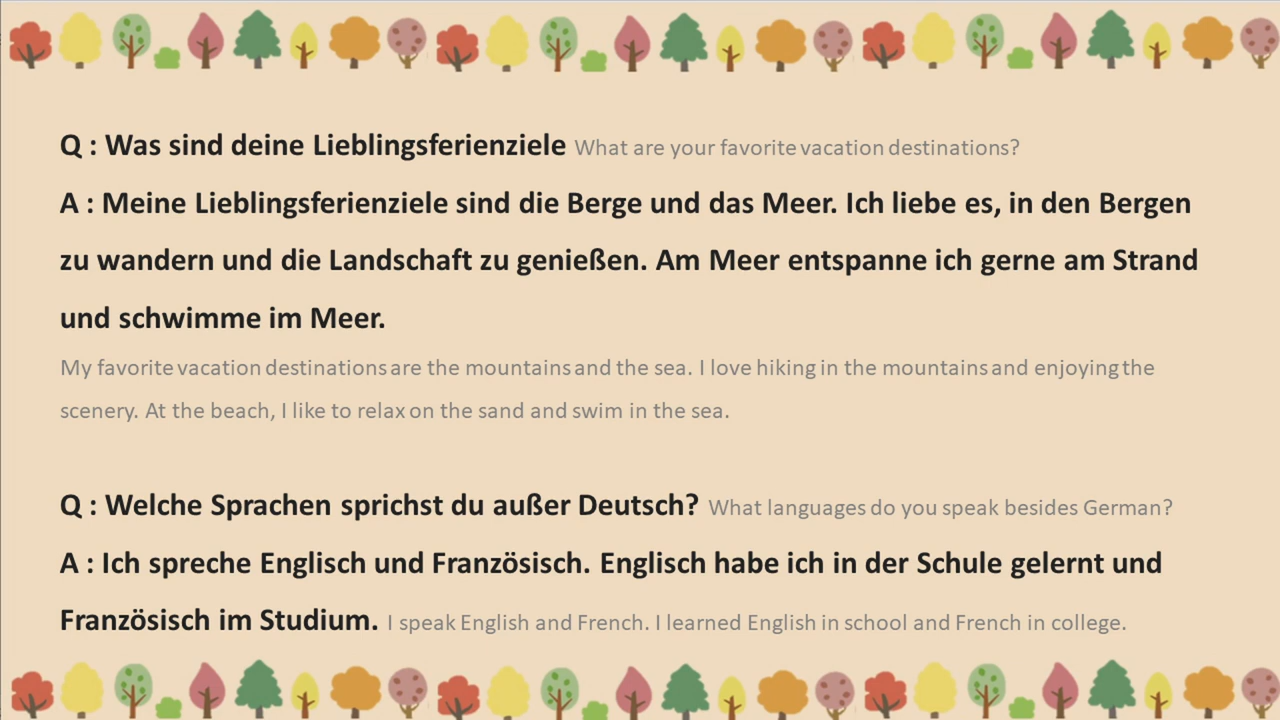 Q : Was sind deine Lieblingsferienziele What are your favorite vacation destinations?
A : Meine Lieblingsferienziele sind die Berge und das Meer. Ich liebe es, in den Bergen
zu wandern und die Landschaft zu genießen. Am Meer entspanne ich gerne am Strand
und schwimme im Meer.
My favorite vacation destinations are the mountains and the sea. I love hiking in the mountains and enjoying the
scenery. At the beach, I like to relax on the sand and swim in the sea.
Q : Welche Sprachen sprichst du außer Deutsch? What languages do you speak besides German?
A : Ich spreche Englisch und Französisch. Englisch habe ich in der Schule gelernt und
Französisch im Studium. I speak English and French. I learned English in school and French in college.